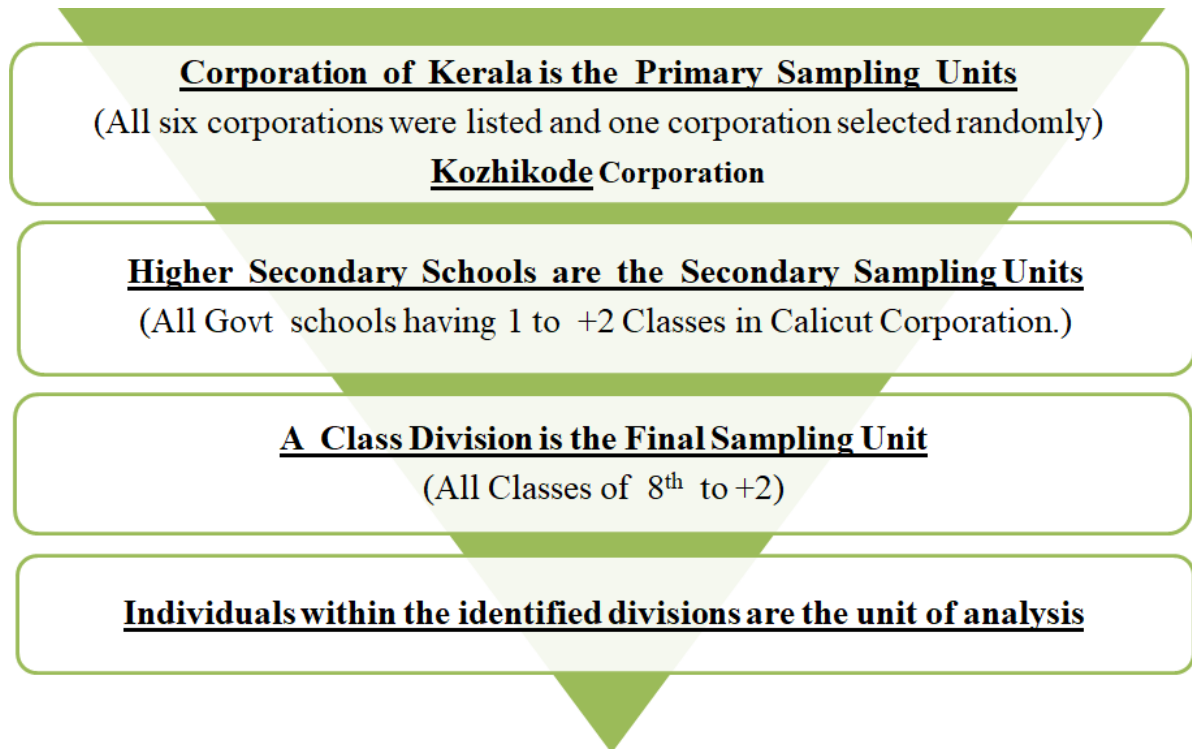 Corporation of Kerala is the Primary Sampling Units
(All six corporations were listed and one corporation selected randomly)
Kozhikode Corporation
Higher Secondary Schools are the Secondary Sampling Units
(All Govt schools having 1 to +2 Classes in Calicut Corporation.)
A Class Division is the Final Sampling Unit
(All Classes of 8th to +2)
Individuals within the identified divisions are the unit of analysis